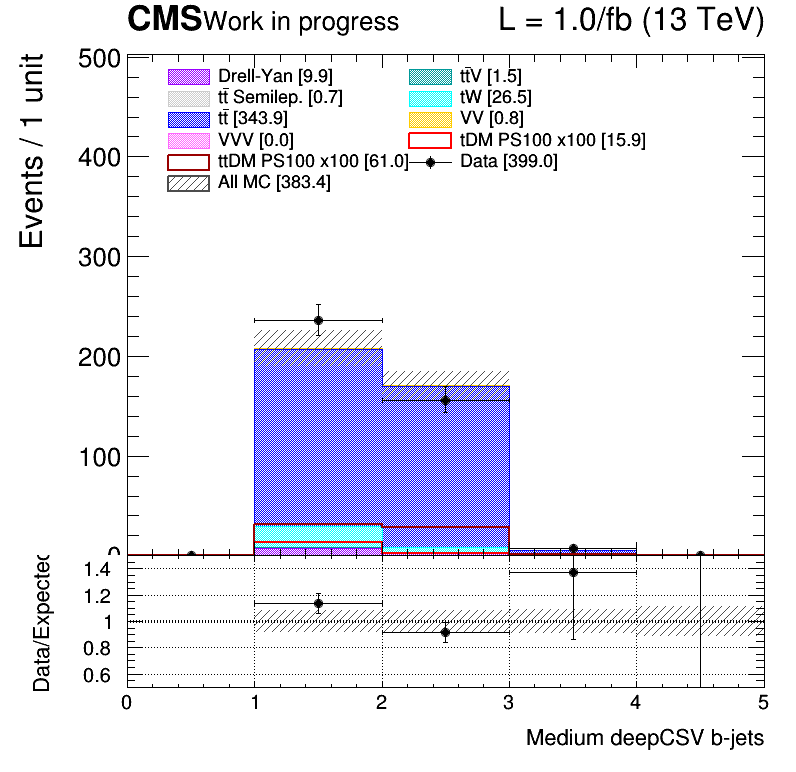 CMS Work in progress L = 1.0/fb (13 TeV)
Events / 1 unit
500
400
300
200
100
0
Drell-Yan [9.9] tt̄V [1.5]
tt̄ Semilep. [0.7] tW [26.5]
tt̄ [343.9] VV [0.8]
VVV [0.0] tDM PS100 x100 [15.9]
ttDM PS100 x100 [61.0] Data [399.0]
All MC [383.4]
Data/Expected
1.4
1.2
1
0.8
0.6
0 1 2 3 4 5
Medium deepCSV b-jets